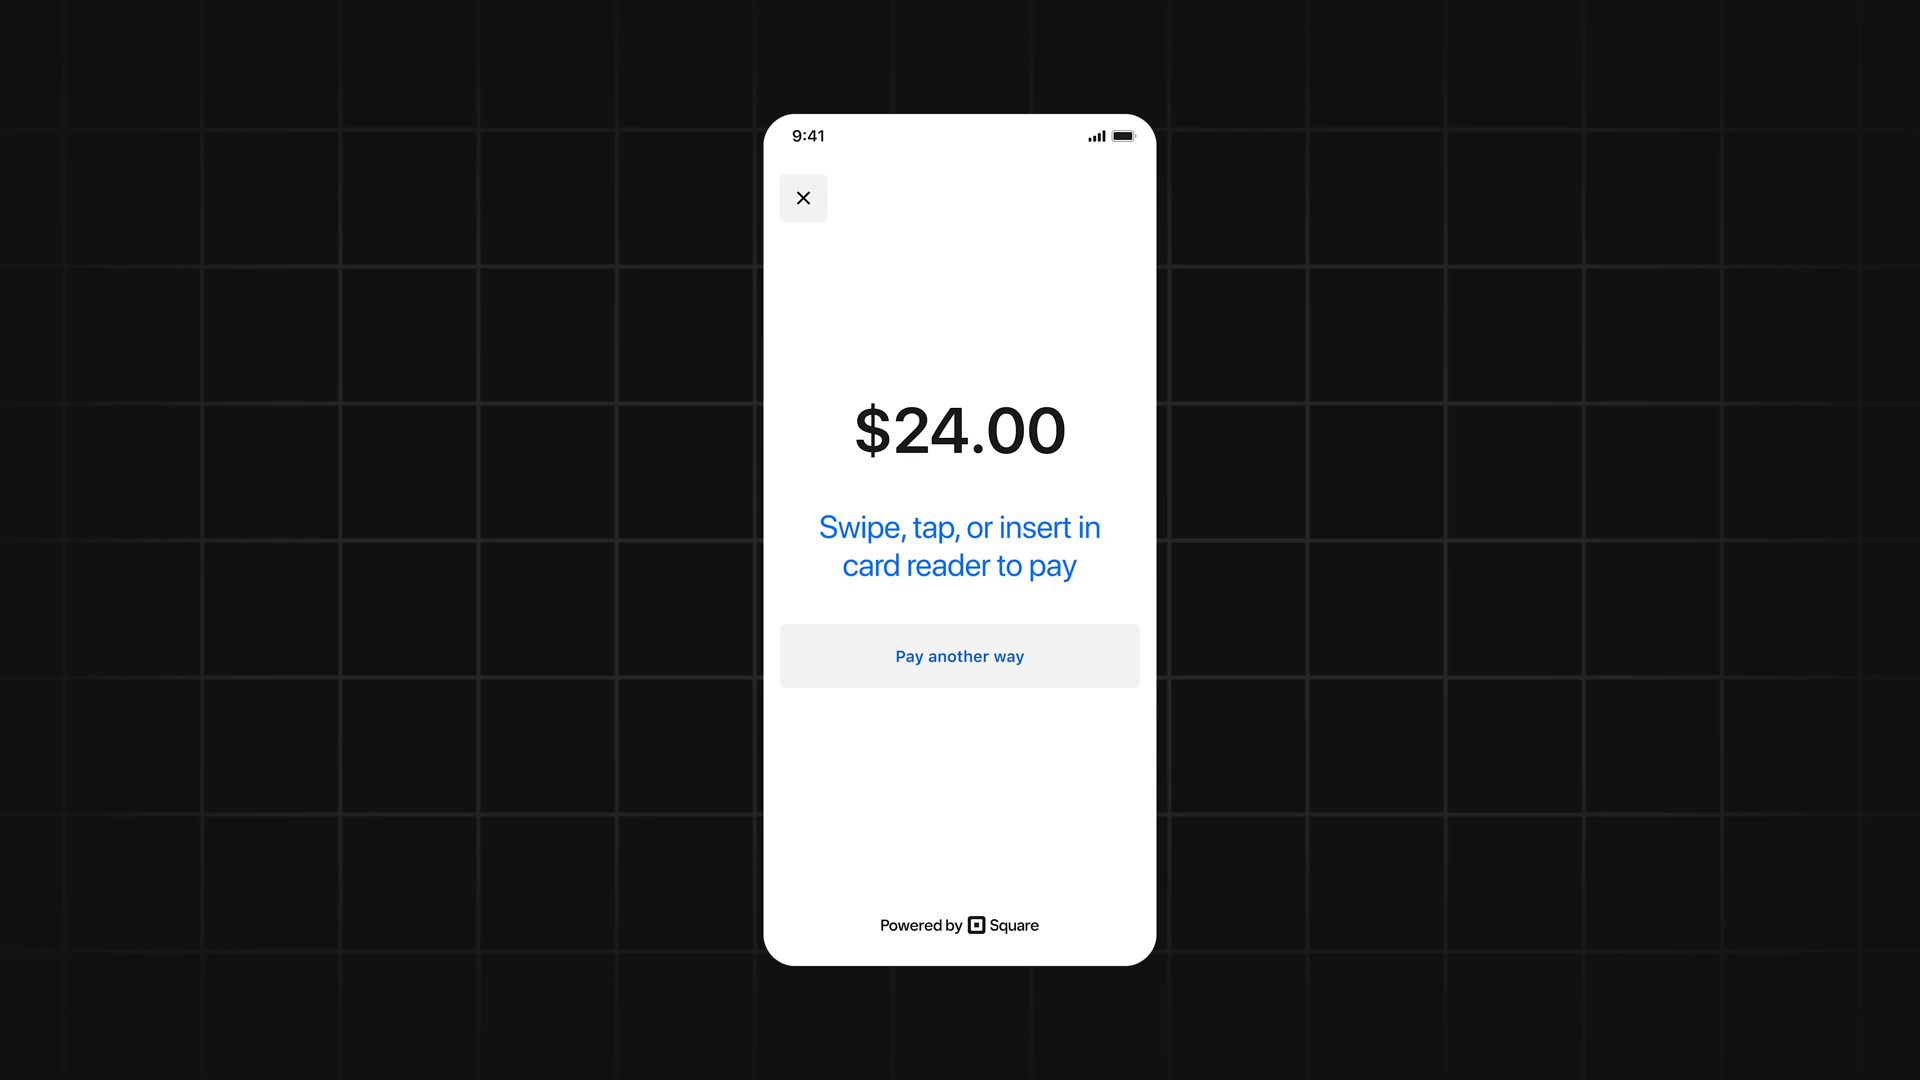 9:41
$24.00
Swipe, tap, or insert in
card reader to pay
Pay another way
Powered by Square